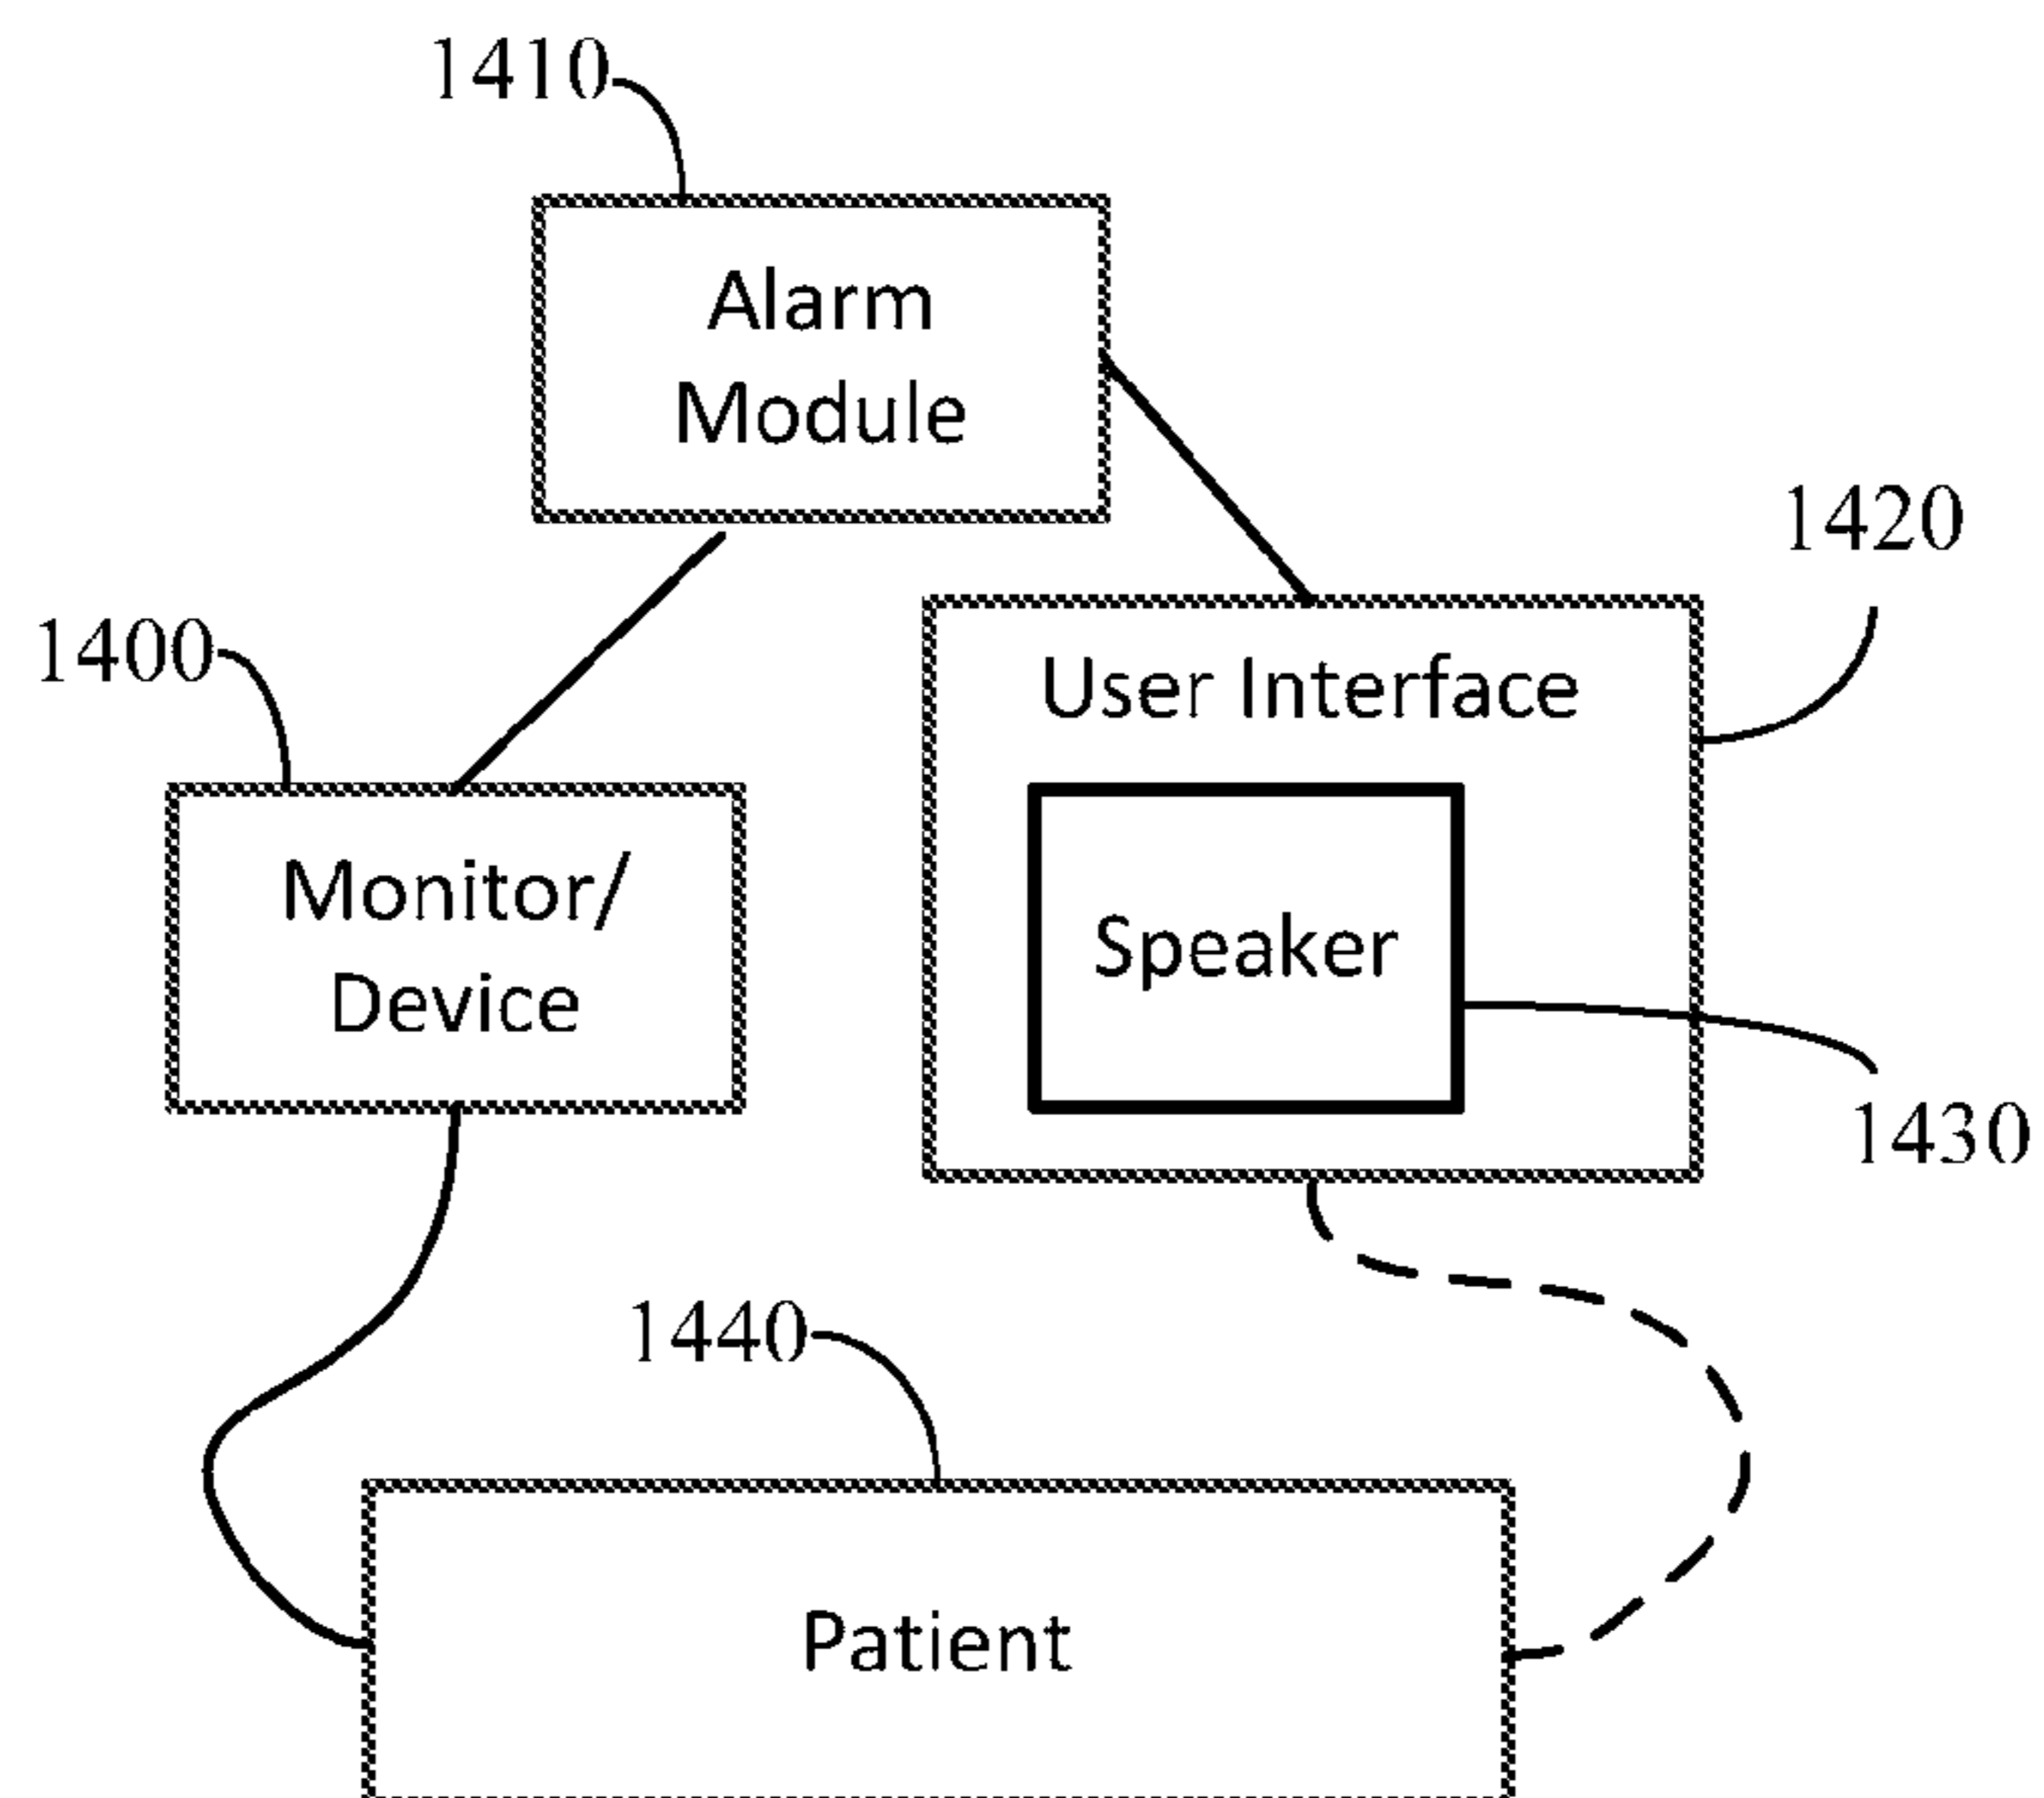 1410
Alarm
Module
1420
1400
User Interface
Monitor/
Device
Speaker
1430
1440
Patient